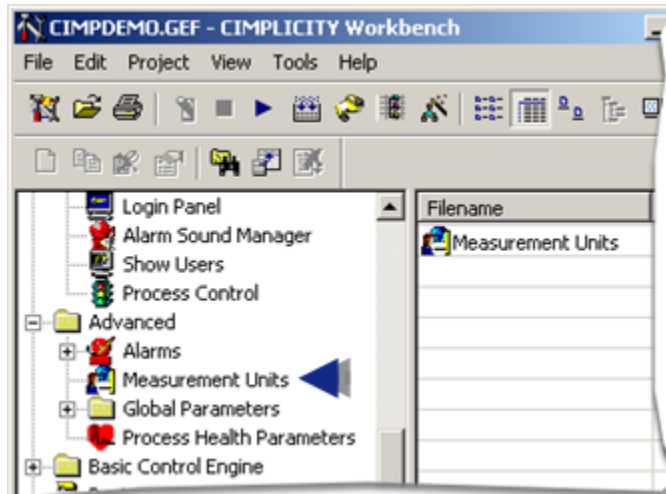 CIMPDEMO.GEF - CIMPLICITY Workbench
File Edit Project View Tools Help
Login Panel
Alarm Sound Manager
Show Users
Process Control
Advanced
Alarms
Measurement Units
Global Parameters
Process Health Parameters
Basic Control Engine
Filename
Measurement Units